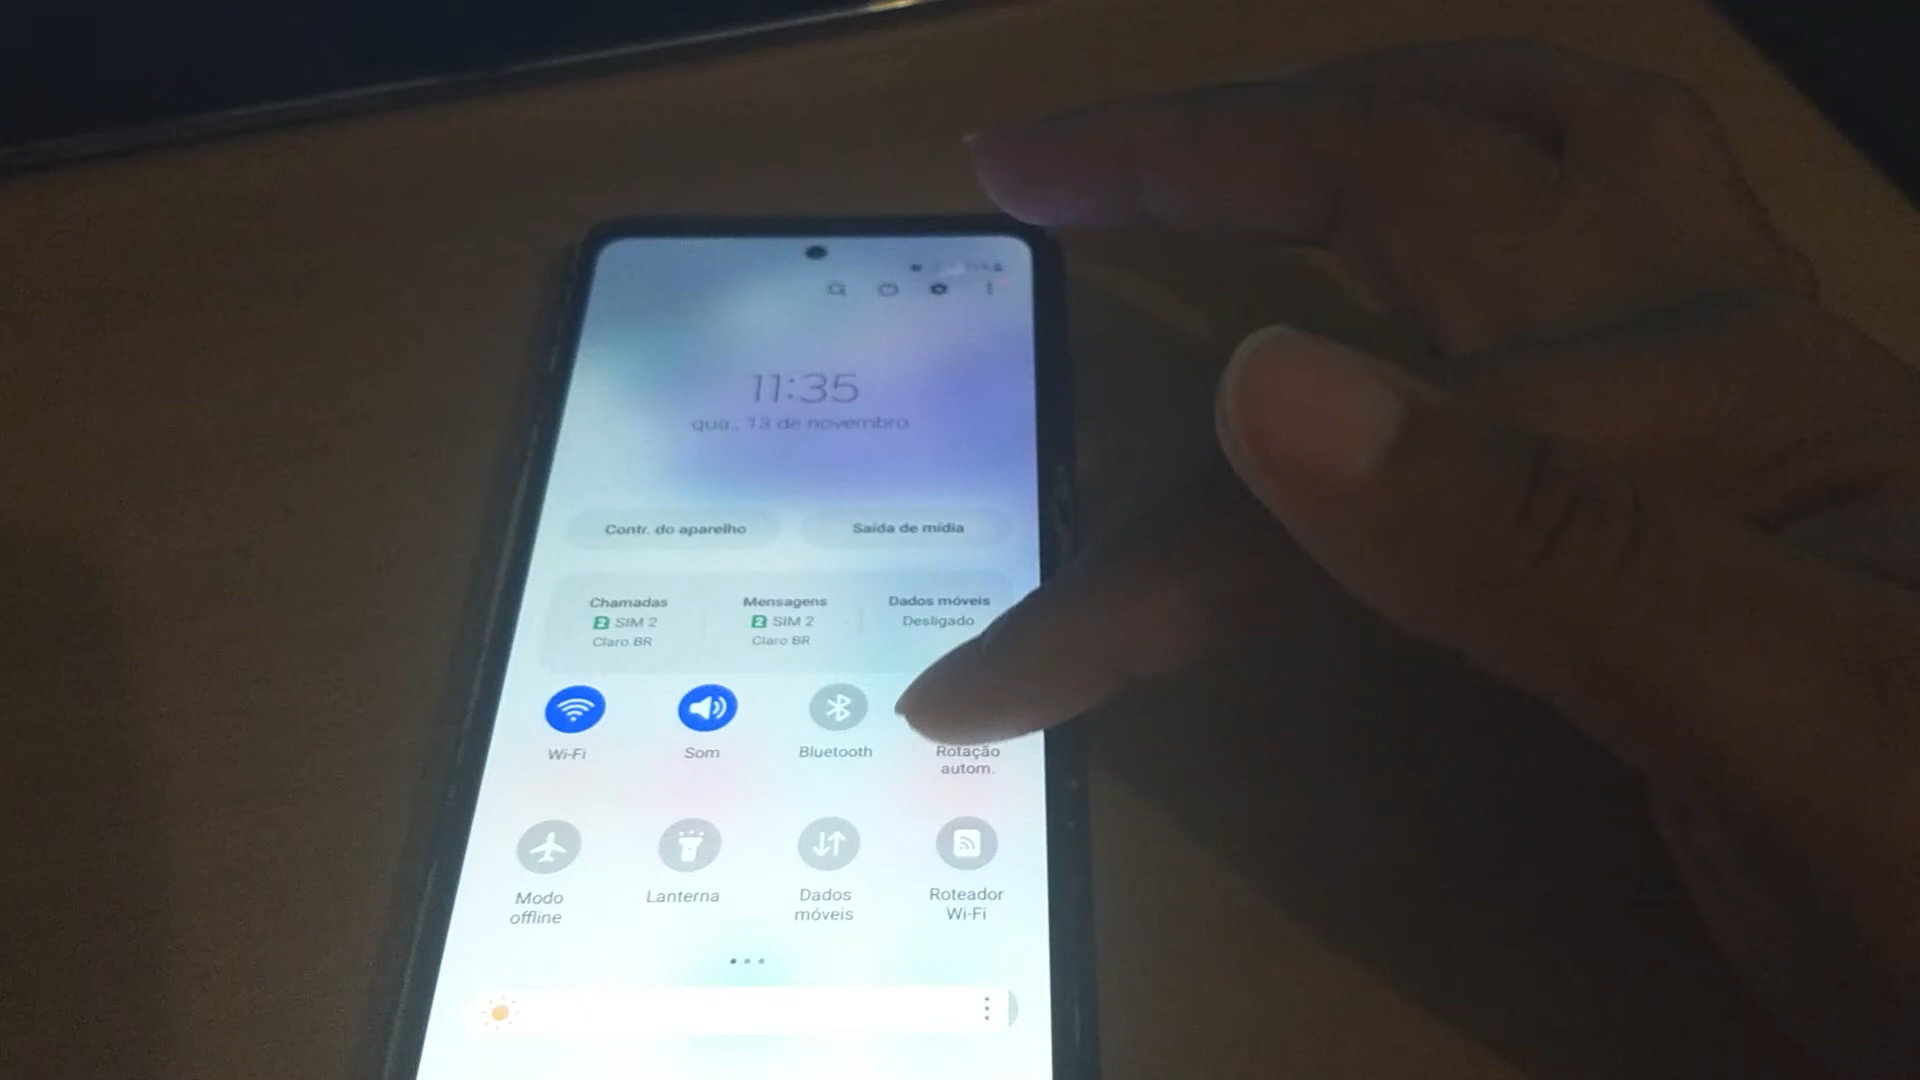 11:35
qua., 13 de novembro
Contr. do aparelho
Saída de mídia
Chamadas
2 SIM 2
Claro BR
Mensagens
2 SIM 2
Claro BR
Dados móveis
Desligado
Wi-Fi
Som
Bluetooth
Rotação
autom.
Modo
offline
Lanterna
Dados
móveis
Roteador
Wi-Fi